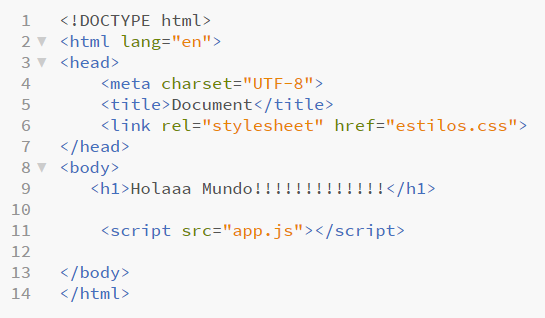 1 <!DOCTYPE html>
2 <html lang="en">
3 <head>
4     <meta charset="UTF-8">
5     <title>Document</title>
6     <link rel="stylesheet" href="estilos.css">
7 </head>
8 <body>
9    <h1>Holaaa Mundo!!!!!!!!!!!!!</h1>
10
11     <script src="app.js"></script>
12
13 </body>
14 </html>